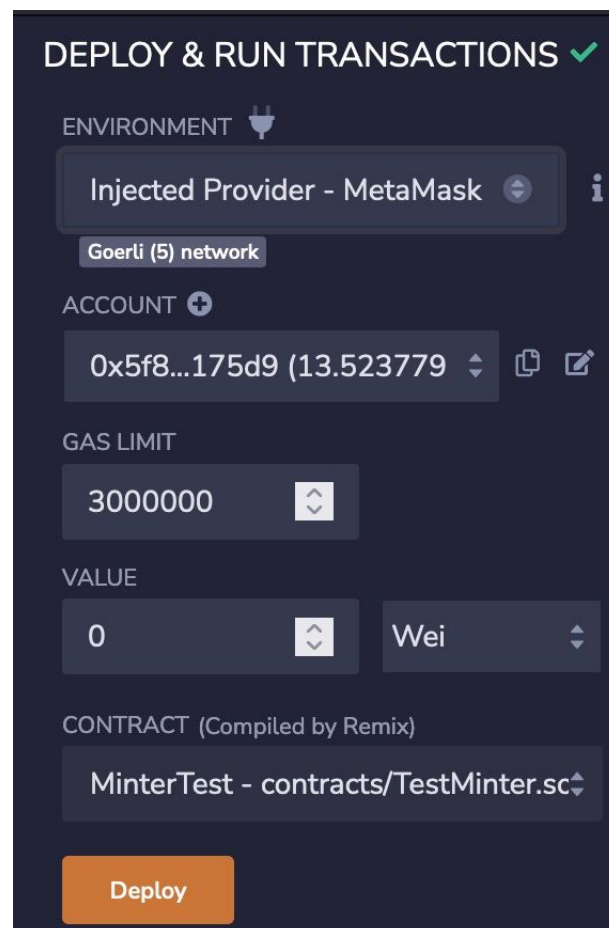 DEPLOY & RUN TRANSACTIONS
ENVIRONMENT
Injected Provider - MetaMask
Goerli (5) network
ACCOUNT
0x5f8...175d9 (13.523779
GAS LIMIT
3000000
VALUE
0 Wei
CONTRACT (Compiled by Remix)
MinterTest - contracts/TestMinter.sc
Deploy